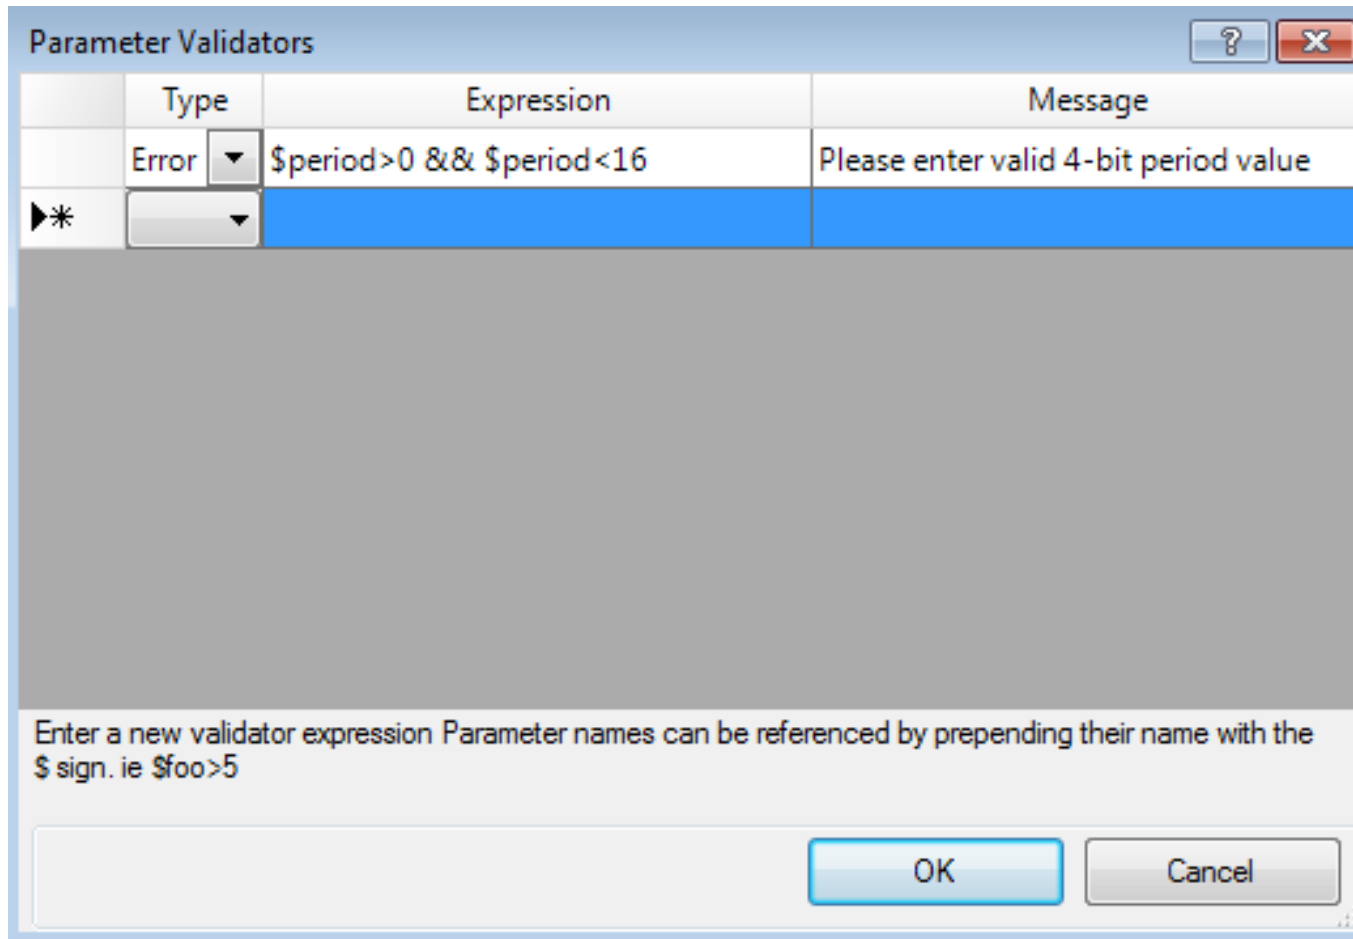 Parameter Validators
Type Expression Message
Error $period>0 && $period<16 Please enter valid 4-bit period value
Enter a new validator expression Parameter names can be referenced by prepending their name with the
$ sign. ie $foo>5
OK Cancel